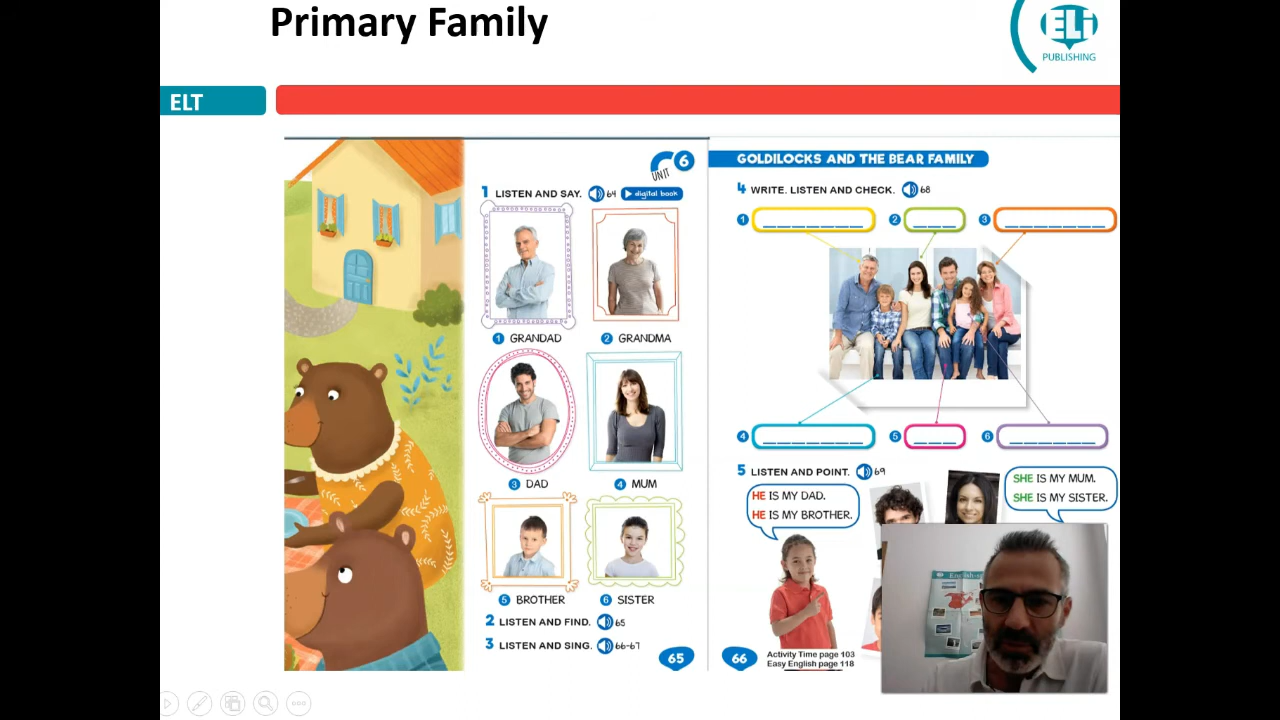 Primary Family
ELi
PUBLISHING
ELT
UNIT 6
1 LISTEN AND SAY. 64 digital book
1 GRANDAD
2 GRANDMA
3 DAD
4 MUM
5 BROTHER
6 SISTER
2 LISTEN AND FIND. 65
3 LISTEN AND SING. 66-67
65
GOLDILOCKS AND THE BEAR FAMILY
4 WRITE. LISTEN AND CHECK. 68
1
2
3
4
5
6
5 LISTEN AND POINT. 69
HE IS MY DAD.
HE IS MY BROTHER.
SHE IS MY MUM.
SHE IS MY SISTER.
66
Activity Time page 103
Easy English page 118
English